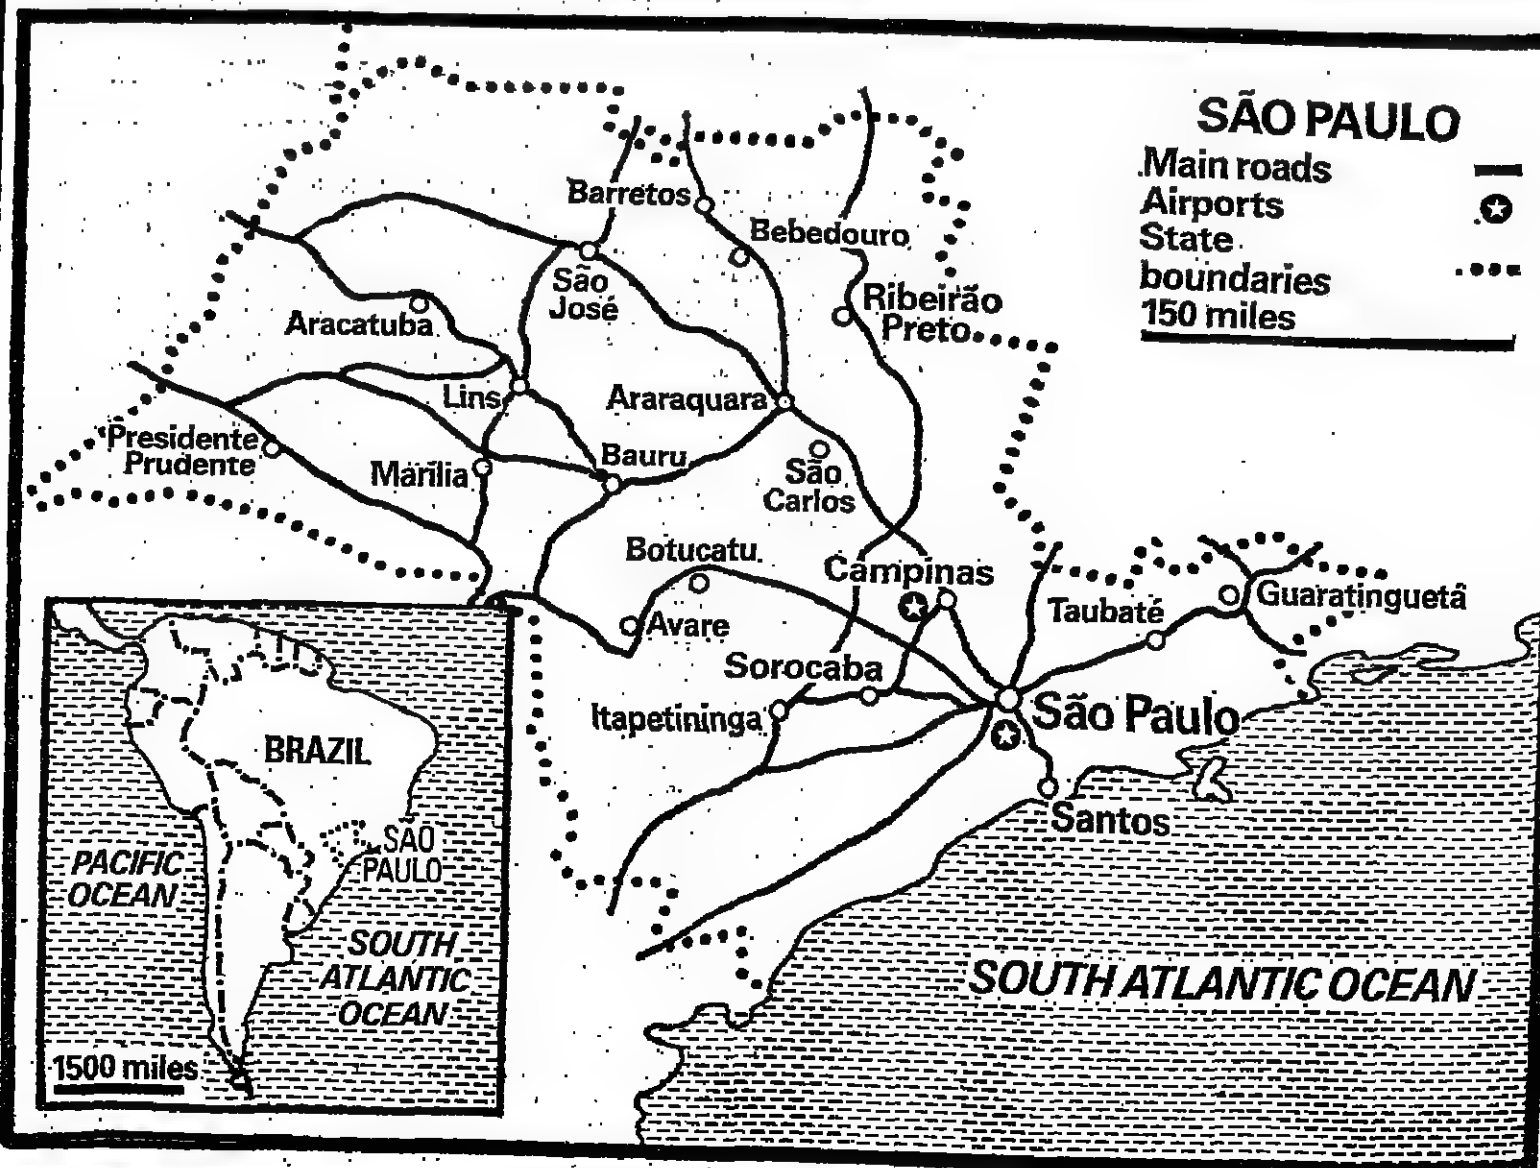 SÃO PAULO
Main roads
Airports
State
boundaries
150 miles
Barretos
Bebedouro
São
José
Ribeirão
Preto
Aracatuba
Lins
Araraquara
Presidente
Prudente
Marília
Bauru
São
Carlos
Botucatu
Campinas
Avare
Taubaté
Guaratinguetá
Sorocaba
Itapetininga
São Paulo
Santos
SOUTH ATLANTIC OCEAN
BRAZIL
SAO
PAULO
PACIFIC
OCEAN
SOUTH
ATLANTIC
OCEAN
1500 miles